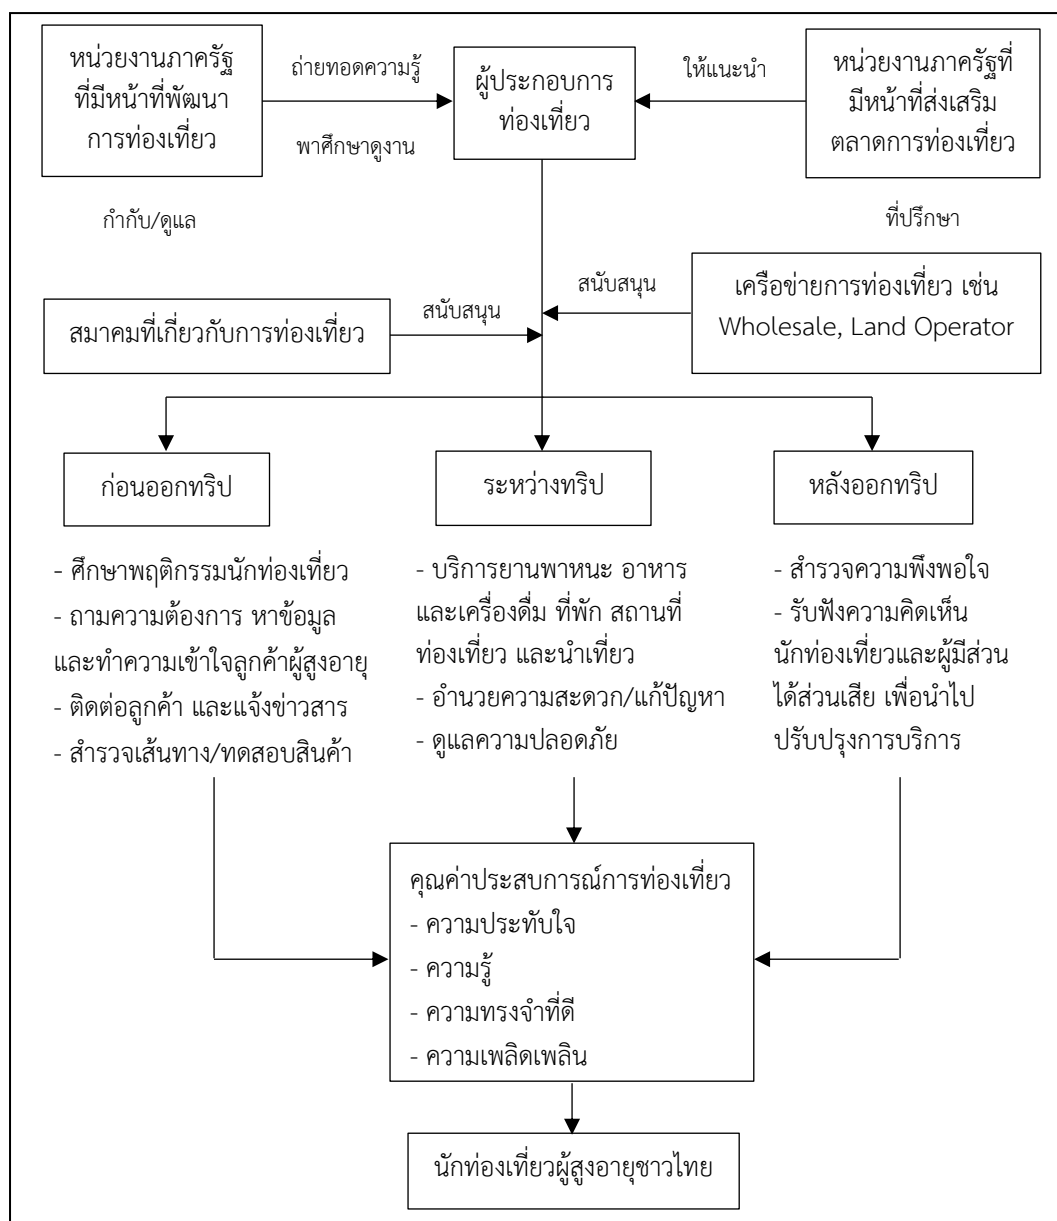 หน่วยงานภาครัฐ
ที่มีหน้าที่พัฒนา
การท่องเที่ยว
ถ่ายทอดความรู้
พาศึกษาดูงาน
ผู้ประกอบการ
ท่องเที่ยว
ให้แนะนำ
หน่วยงานภาครัฐที่
มีหน้าที่ส่งเสริม
ตลาดการท่องเที่ยว
กำกับ/ดูแล
ที่ปรึกษา
สมาคมที่เกี่ยวกับการท่องเที่ยว
สนับสนุน
สนับสนุน
เครือข่ายการท่องเที่ยว เช่น
Wholesale, Land Operator
ก่อนออกทริป
- ศึกษาพฤติกรรมนักท่องเที่ยว
- ถามความต้องการ หาข้อมูล
และทำความเข้าใจลูกค้าผู้สูงอายุ
- ติดต่อลูกค้า และแจ้งข่าวสาร
- สำรวจเส้นทาง/ทดสอบสินค้า
ระหว่างทริป
- บริการยานพาหนะ อาหาร
และเครื่องดื่ม ที่พัก สถานที่
ท่องเที่ยว และนำเที่ยว
- อำนวยความสะดวก/แก้ปัญหา
- ดูแลความปลอดภัย
หลังออกทริป
- สำรวจความพึงพอใจ
- รับฟังความคิดเห็น
นักท่องเที่ยวและผู้มีส่วน
ได้ส่วนเสีย เพื่อนำไป
ปรับปรุงการบริการ
คุณค่าประสบการณ์การท่องเที่ยว
- ความประทับใจ
- ความรู้
- ความทรงจำที่ดี
- ความเพลิดเพลิน
นักท่องเที่ยวผู้สูงอายุชาวไทย